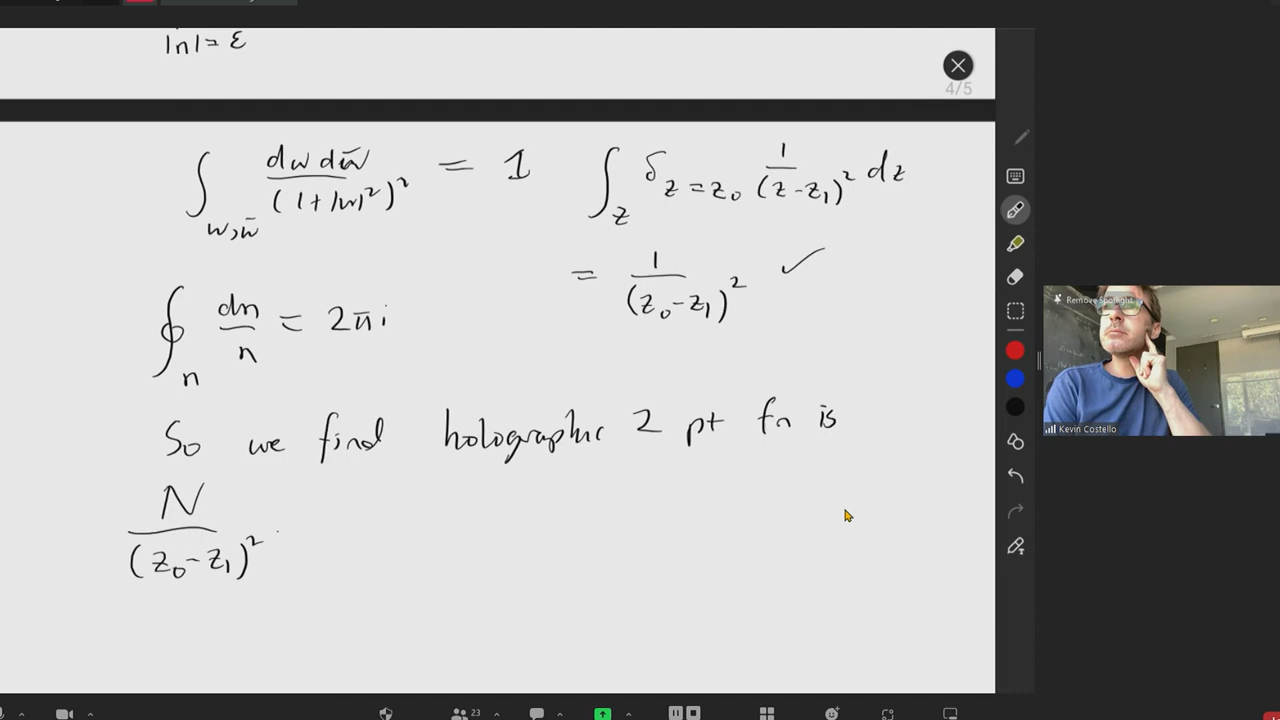 |n| = ε
4/5
∫_{w,w̄} dw dw̄ / (1+|w|²)² = 1
∫_z δ_{z=z₀} 1/(z-z₁)² dz
= 1/(z₀-z₁)² ✓
∮_n dn/n = 2πi
So we find holographic 2 pt fn is
N/(z₀-z₁)²
Remove Spotlight
Kevin Costello
23